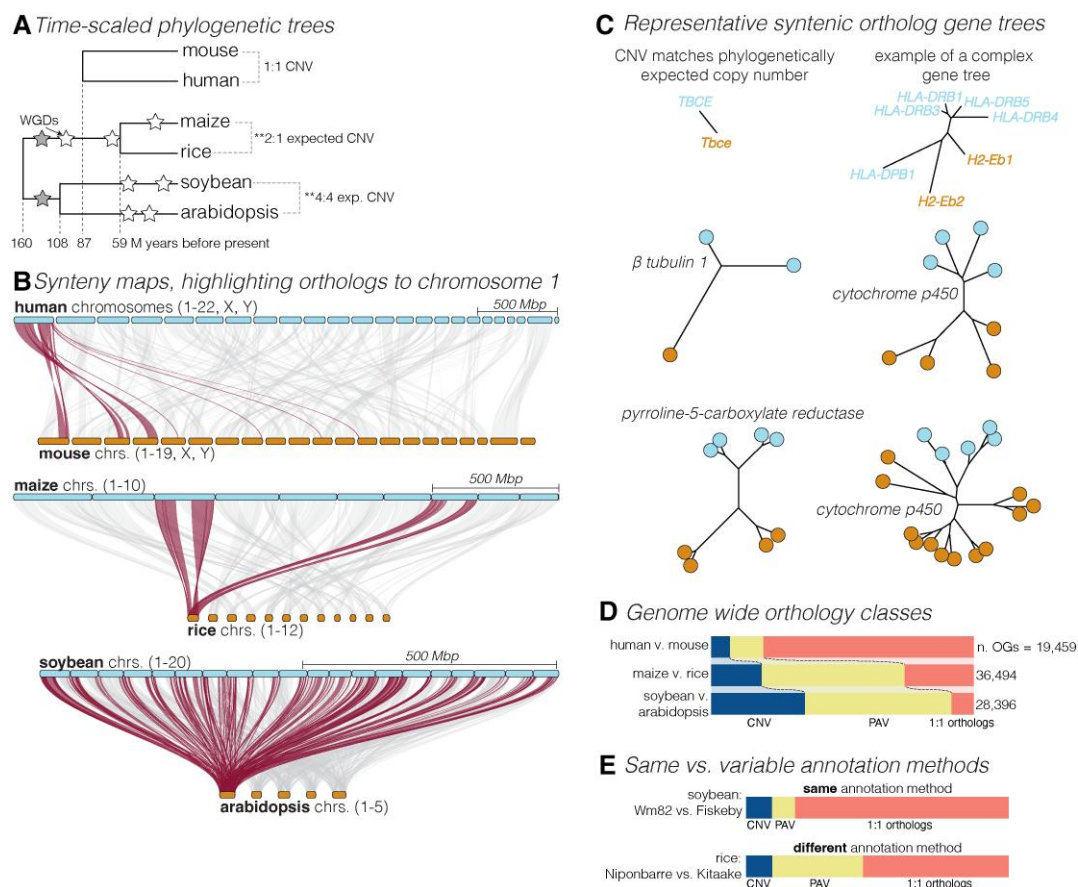 A Time-scaled phylogenetic trees
mouse
1:1 CNV
human
WGDs
maize
**2:1 expected CNV
rice
soybean
**4:4 exp. CNV
arabidopsis
160 108 87 59 M years before present
B Synteny maps, highlighting orthologs to chromosome 1
human chromosomes (1-22, X, Y)
500 Mbp
mouse chrs. (1-19, X, Y)
maize chrs. (1-10)
500 Mbp
rice chrs. (1-12)
soybean chrs. (1-20)
500 Mbp
arabidopsis chrs. (1-5)
C Representative syntenic ortholog gene trees
CNV matches phylogenetically
expected copy number
example of a complex
gene tree
TBCE
Tbce
HLA-DRB1
HLA-DRB5
HLA-DRB3
HLA-DRB4
H2-Eb1
HLA-DPB1
H2-Eb2
β tubulin 1
cytochrome p450
pyrroline-5-carboxylate reductase
cytochrome p450
D Genome wide orthology classes
human v. mouse
n. OGs = 19,459
maize v. rice
36,494
soybean v.
arabidopsis
28,396
CNV PAV 1:1 orthologs
E Same vs. variable annotation methods
same annotation method
soybean:
Wm82 vs. Fiskeby
CNV PAV 1:1 orthologs
different annotation method
rice:
Niponbarre vs. Kitaake
CNV PAV 1:1 orthologs